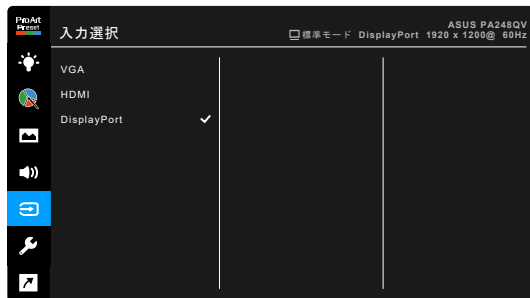 ProArt
Preset
入力選択
ASUS PA248QV
標準モード DisplayPort 1920 x 1200@ 60Hz
VGA
HDMI
DisplayPort